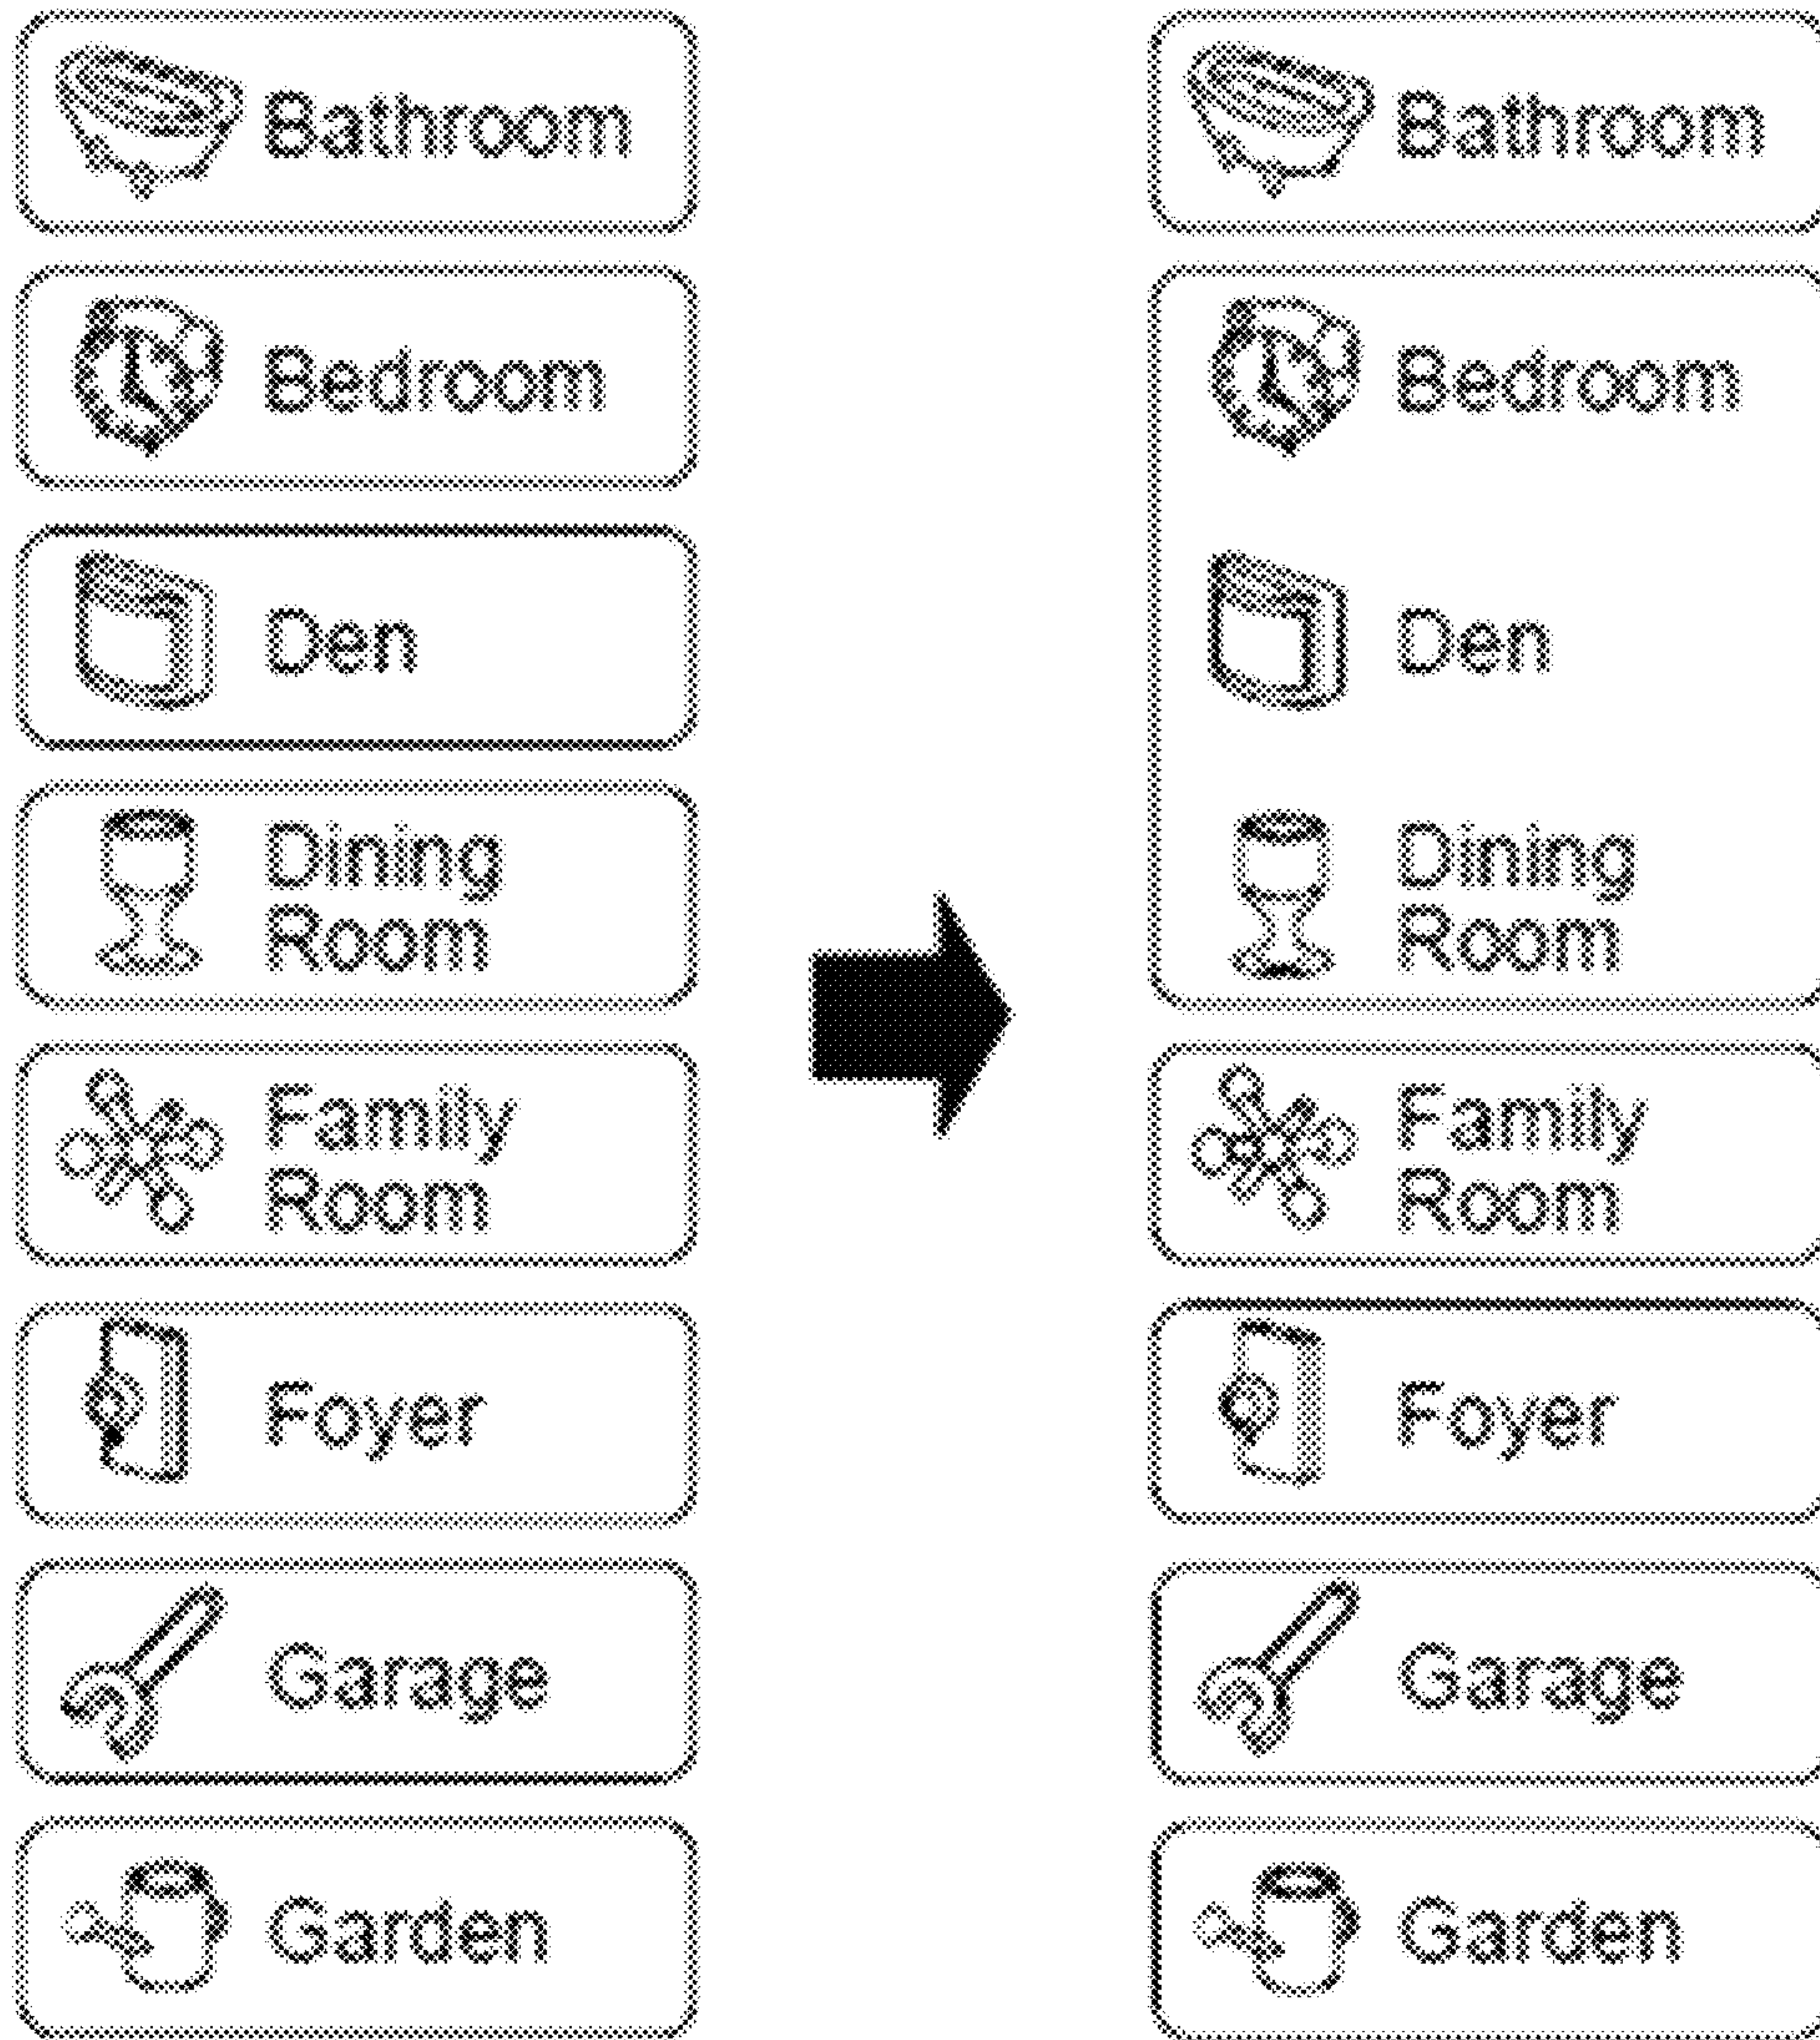 Bathroom
Bedroom
Den
Dining
Room
Family
Room
Foyer
Garage
Garden
Bathroom
Bedroom
Den
Dining
Room
Family
Room
Foyer
Garage
Garden